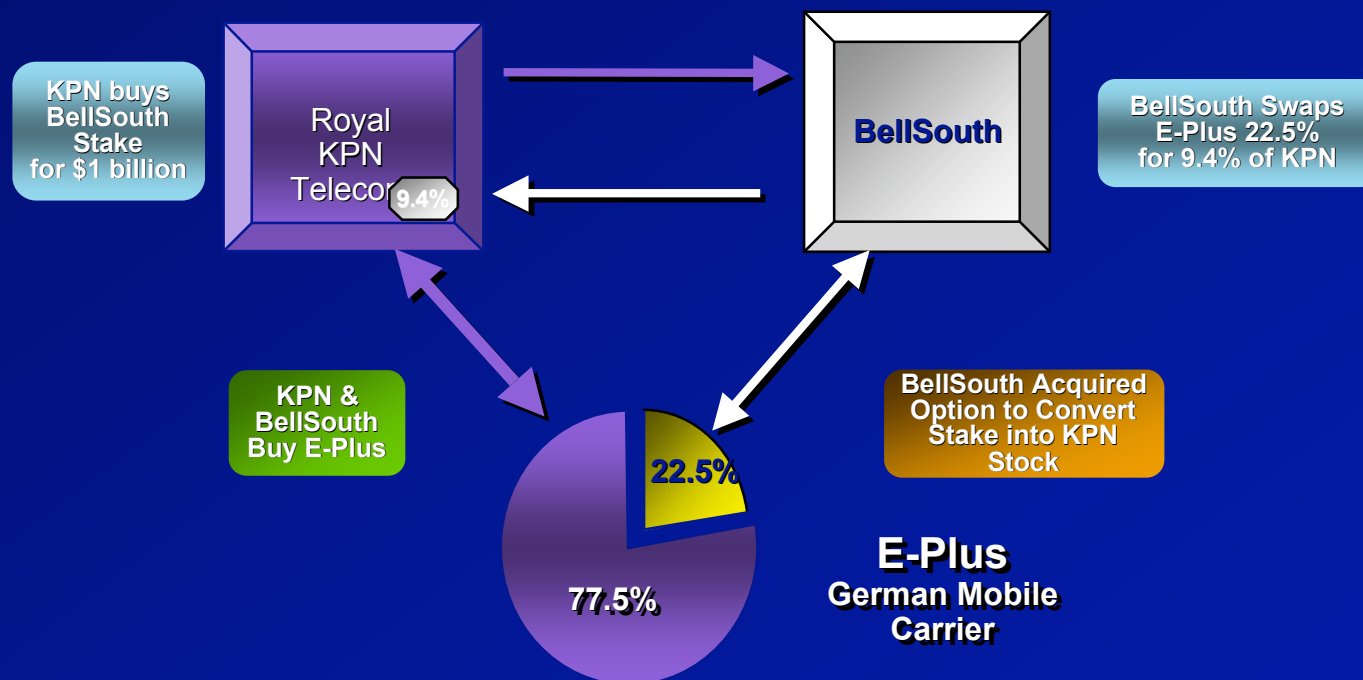 KPN buys
BellSouth
Stake
for $1 billion
Royal
KPN
9.4%
BellSouth
BellSouth Swaps
E-Plus 22.5%
for 9.4% of KPN
KPN &
BellSouth
Buy E-Plus
BellSouth Acquired
Option to Convert
Stake into KPN
Stock
22.5%
77.5%
E-Plus
German Mobile
Carrier